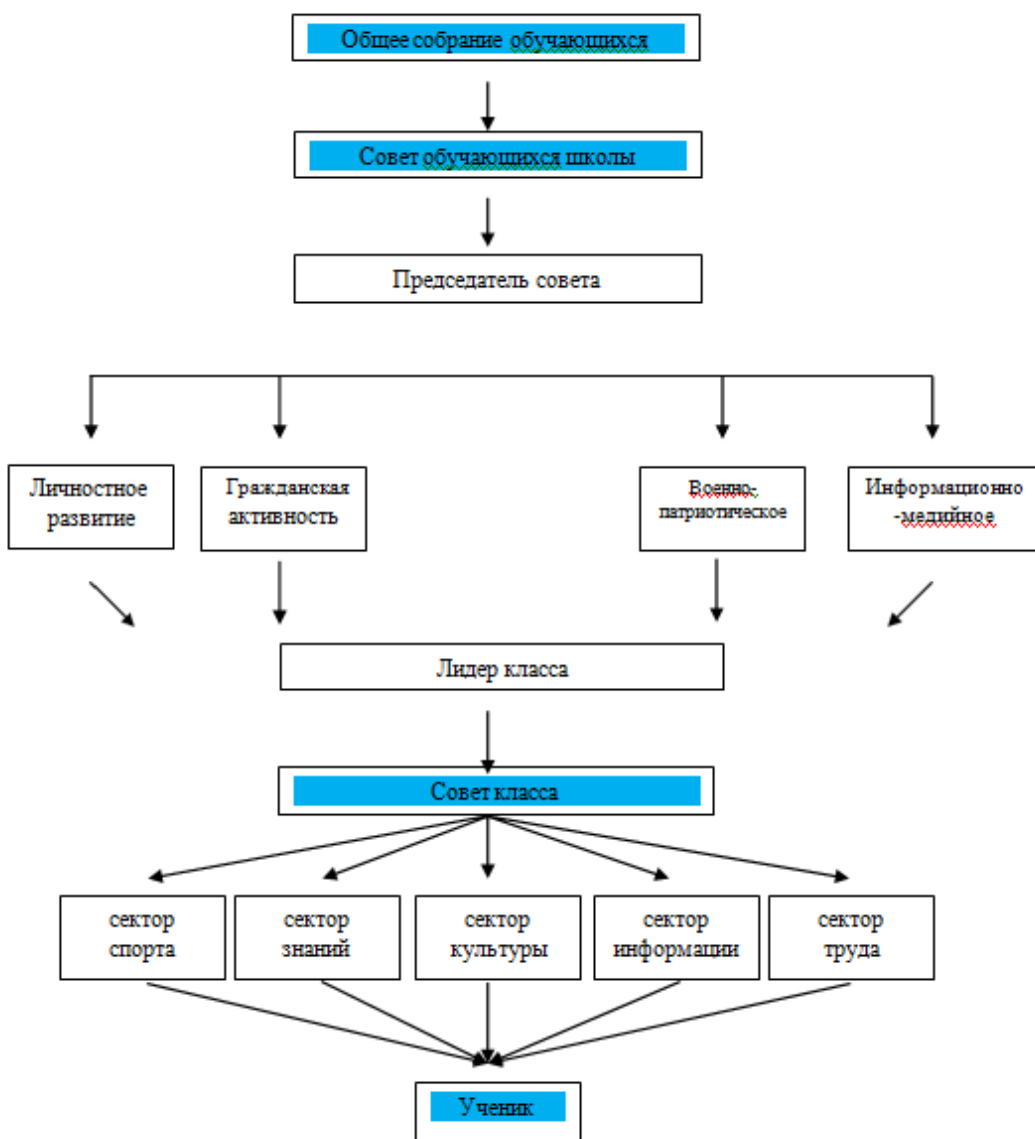 Общее собрание обучающихся
Совет обучающихся школы
Председатель совета
Личностное
развитие
Гражданская
активность
Военно-
патриотическое
Информационно
-медийное
Лидер класса
Совет класса
сектор
спорта
сектор
знаний
сектор
культуры
сектор
информации
сектор
труда
Ученик